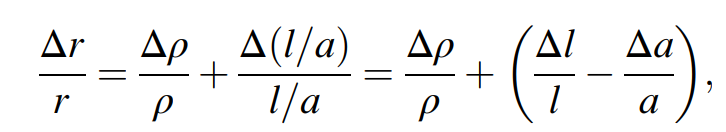 Δr/r = Δρ/ρ + Δ(l/a)/(l/a) = Δρ/ρ + (Δl/l − Δa/a),